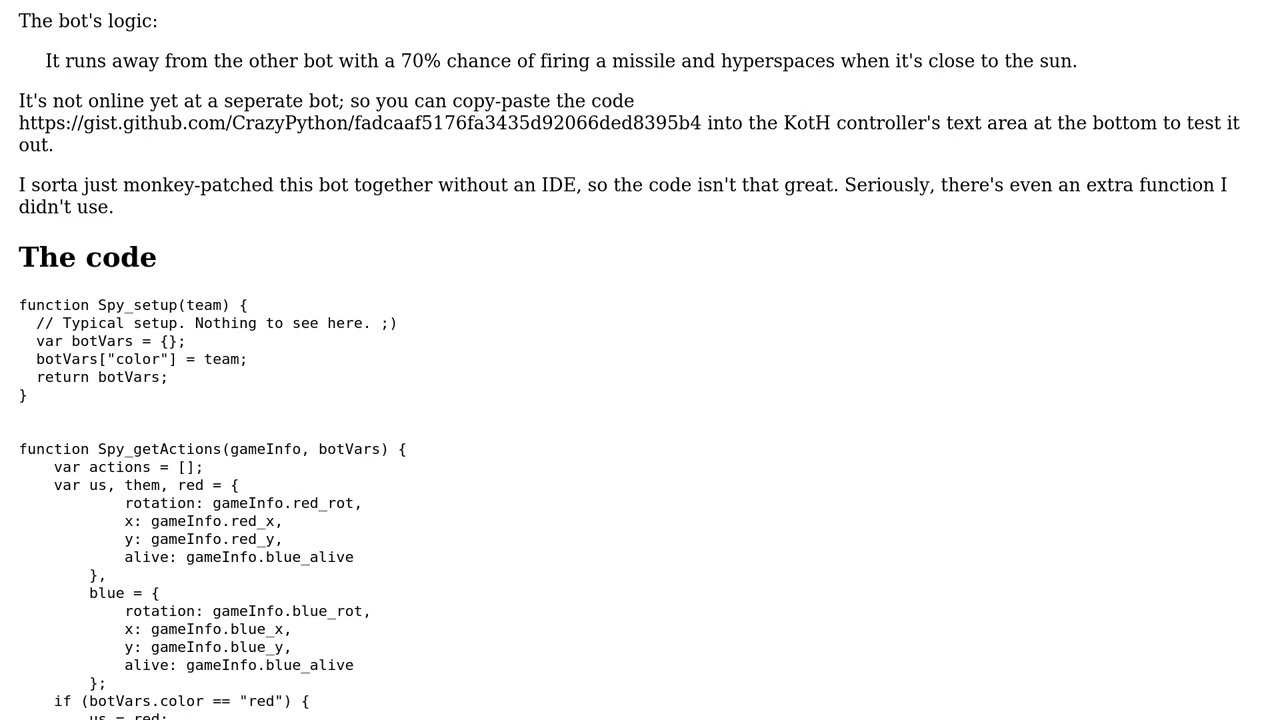 The bot's logic:
It runs away from the other bot with a 70% chance of firing a missile and hyperspaces when it's close to the sun.
It's not online yet at a seperate bot; so you can copy-paste the code
https://gist.github.com/CrazyPython/fadcaaf5176fa3435d92066ded8395b4 into the KotH controller's text area at the bottom to test it
out.
I sorta just monkey-patched this bot together without an IDE, so the code isn't that great. Seriously, there's even an extra function I
didn't use.
The code
function Spy_setup(team) {
  // Typical setup. Nothing to see here. ;)
  var botVars = {};
  botVars["color"] = team;
  return botVars;
}
function Spy_getActions(gameInfo, botVars) {
    var actions = [];
    var us, them, red = {
            rotation: gameInfo.red_rot,
            x: gameInfo.red_x,
            y: gameInfo.red_y,
            alive: gameInfo.blue_alive
        },
        blue = {
            rotation: gameInfo.blue_rot,
            x: gameInfo.blue_x,
            y: gameInfo.blue_y,
            alive: gameInfo.blue_alive
        };
    if (botVars.color == "red") {
        us = red;